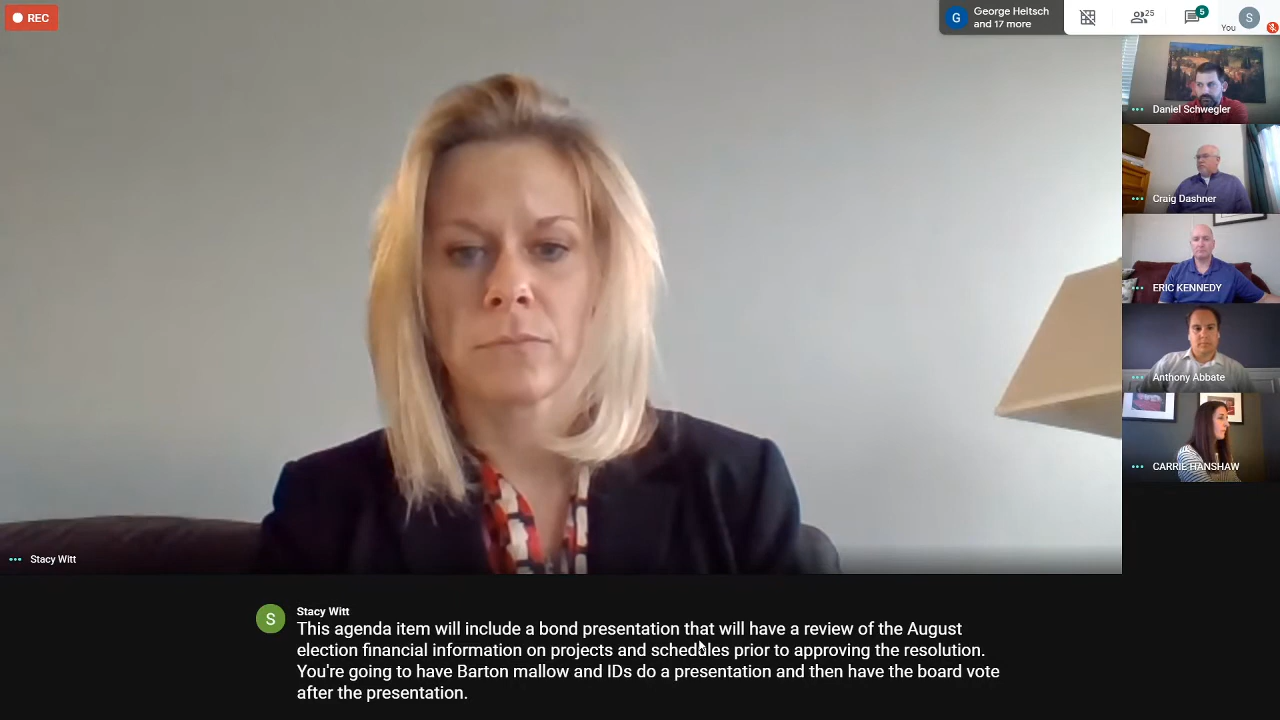 REC
G
George Heitsch
and 17 more
25
5
You
S
Daniel Schwegler
Craig Dashner
ERIC KENNEDY
Anthony Abbate
CARRIE HANSHAW
Stacy Witt
S
Stacy Witt
This agenda item will include a bond presentation that will have a review of the August
election financial information on projects and schedules prior to approving the resolution.
You're going to have Barton mallow and IDs do a presentation and then have the board vote
after the presentation.